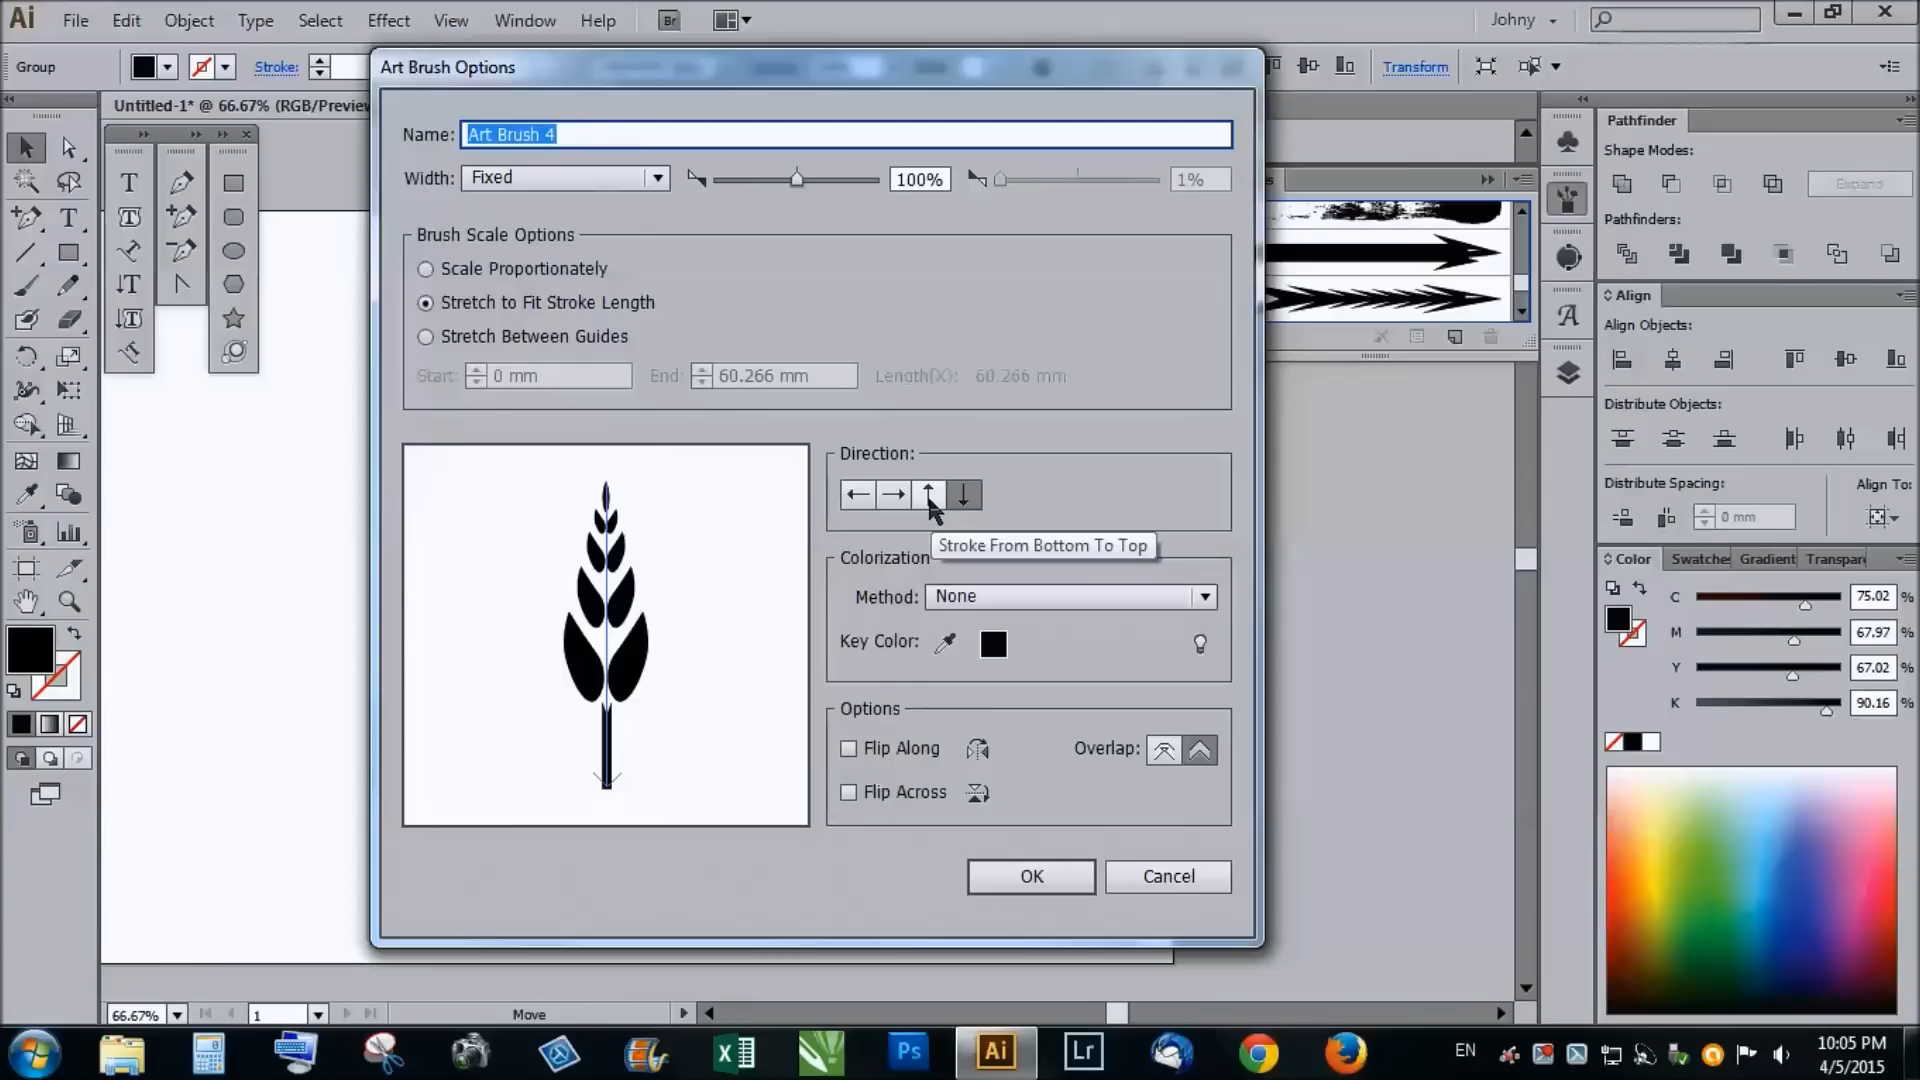 Ai File Edit Object Type Select Effect View Window Help Br Johny
Group Stroke: Transform
Untitled-1* @ 66.67% (RGB/Preview
Art Brush Options
Name: Art Brush 4
Width: Fixed 100% 1%
Brush Scale Options
Scale Proportionately
Stretch to Fit Stroke Length
Stretch Between Guides
Start: 0 mm End: 60.266 mm Length(X): 60.266 mm
Direction:
Stroke From Bottom To Top
Colorization
Method: None
Key Color:
Options
Flip Along Overlap:
Flip Across
OK Cancel
Pathfinder
Shape Modes:
Expand
Pathfinders:
Align
Align Objects:
Distribute Objects:
Distribute Spacing: Align To:
0 mm
Color Swatches Gradient Transpar
C 75.02 %
M 67.97 %
Y 67.02 %
K 90.16 %
66.67% 1 Move
Ps Ai Lr EN 10:05 PM
4/5/2015